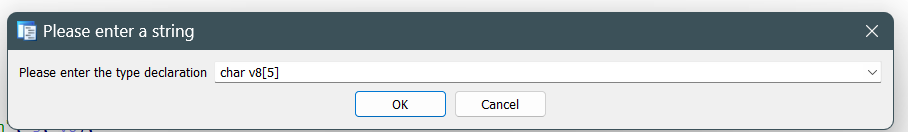 Please enter a string
Please enter the type declaration char v8[5]
OK Cancel